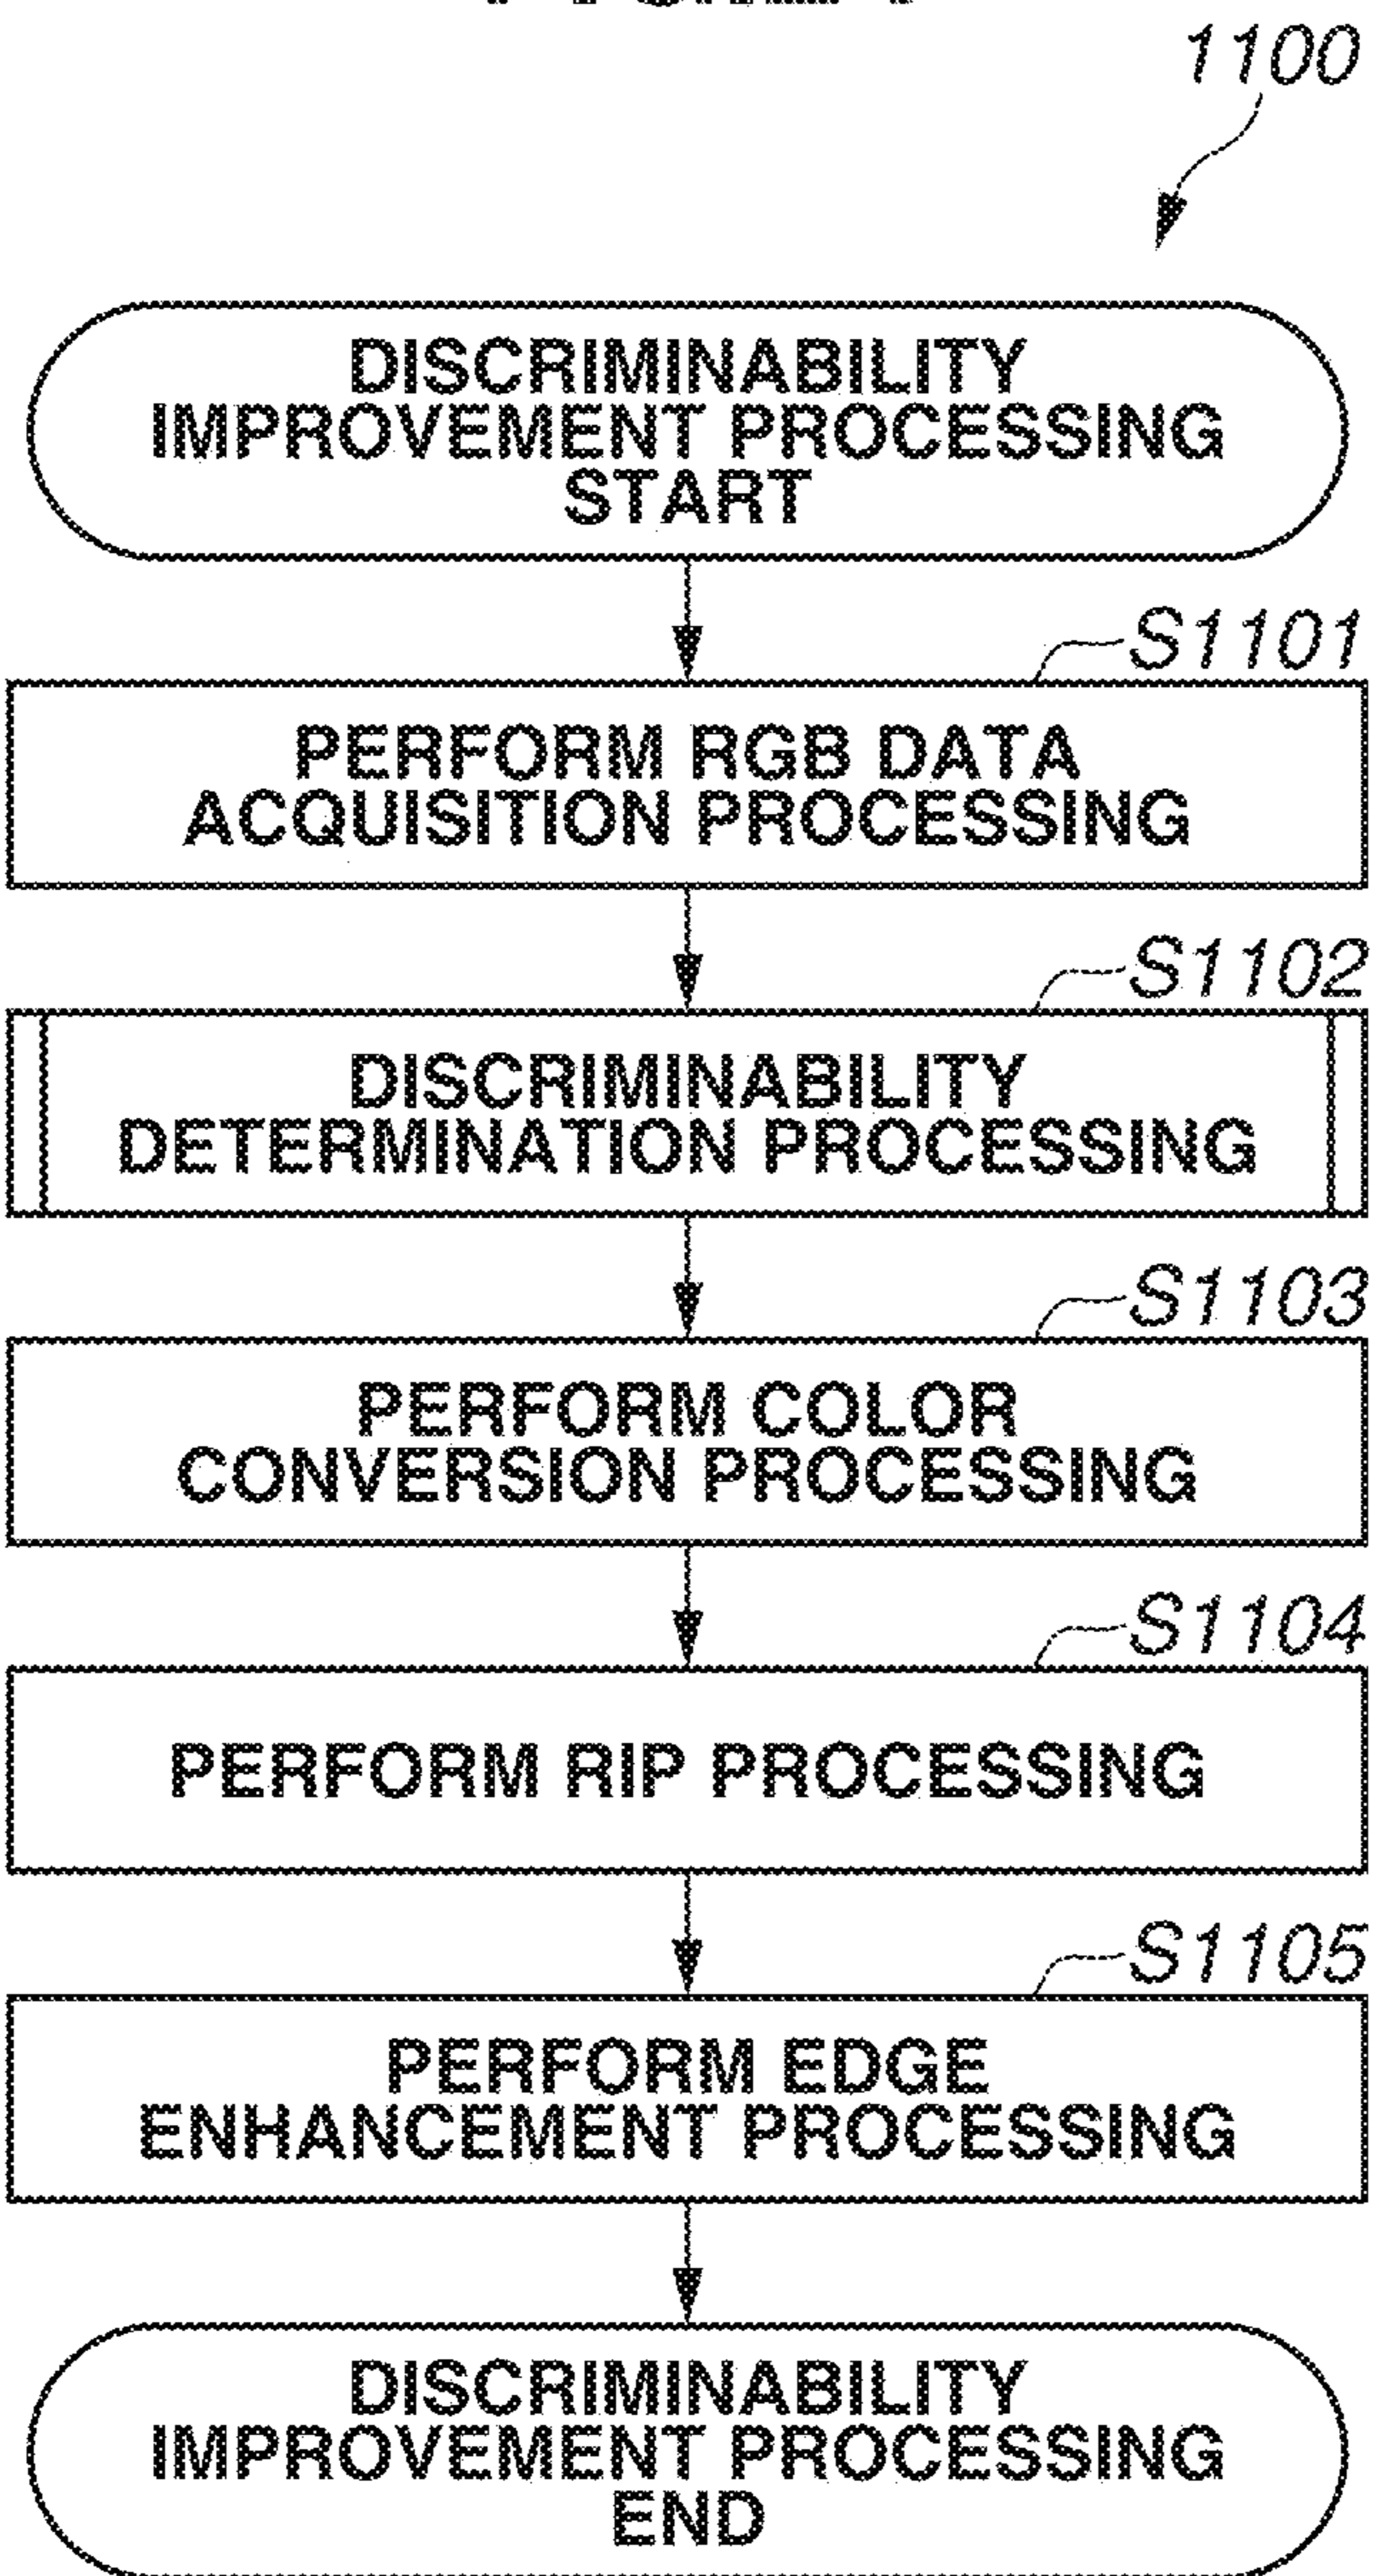 1100
DISCRIMINABILITY
IMPROVEMENT PROCESSING
START
S1101
PERFORM RGB DATA
ACQUISITION PROCESSING
S1102
DISCRIMINABILITY
DETERMINATION PROCESSING
S1103
PERFORM COLOR
CONVERSION PROCESSING
S1104
PERFORM RIP PROCESSING
S1105
PERFORM EDGE
ENHANCEMENT PROCESSING
DISCRIMINABILITY
IMPROVEMENT PROCESSING
END